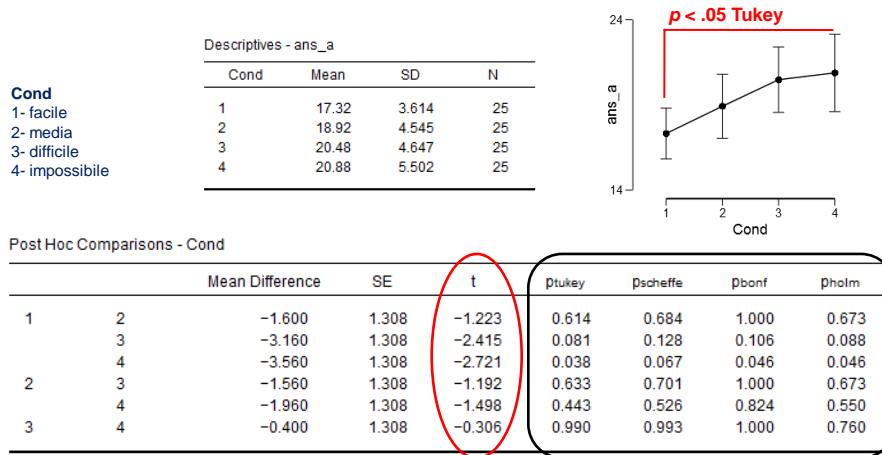 Descriptives - ans_a
Cond Mean SD N
1 17.32 3.614 25
2 18.92 4.545 25
3 20.48 4.647 25
4 20.88 5.502 25
Cond
1- facile
2- media
3- difficile
4- impossibile
p < .05 Tukey
24
ans_a
14
1 2 3 4
Cond
Post Hoc Comparisons - Cond
Mean Difference SE t ptukey pscheffe pbonf pholm
1 2 −1.600 1.308 −1.223 0.614 0.684 1.000 0.673
3 −3.160 1.308 −2.415 0.081 0.128 0.106 0.088
4 −3.560 1.308 −2.721 0.038 0.067 0.046 0.046
2 3 −1.560 1.308 −1.192 0.633 0.701 1.000 0.673
4 −1.960 1.308 −1.498 0.443 0.526 0.824 0.550
3 4 −0.400 1.308 −0.306 0.990 0.993 1.000 0.760